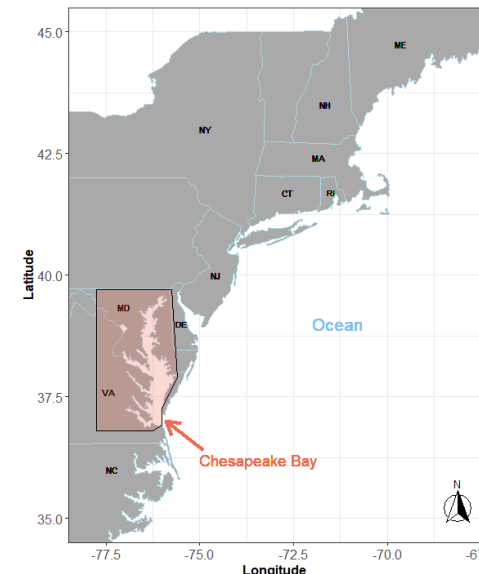 45.0
ME
NH
NY
42.5
MA
CT
RI
40.0
NJ
MD
DE
Ocean
Latitude
37.5
VA
Chesapeake Bay
NC
N
35.0
-77.5
-75.0
-72.5
-70.0
-67
Longitude